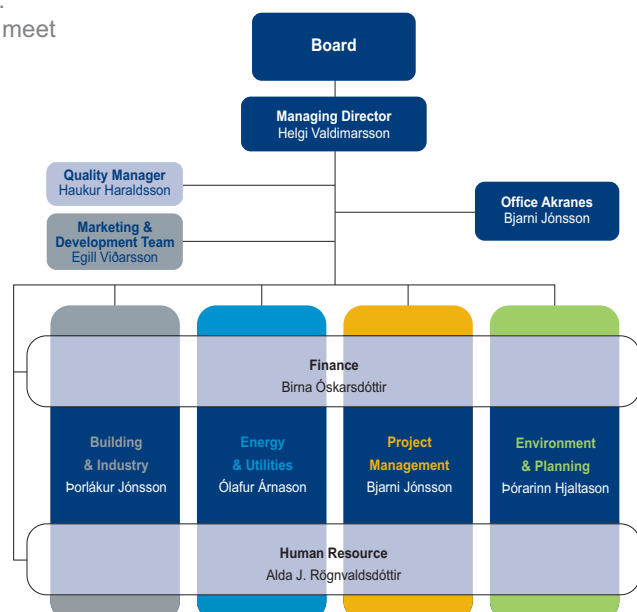 meet
Board
Managing Director
Helgi Valdimarsson
Quality Manager
Haukur Haraldsson
Office Akranes
Bjarni Jónsson
Marketing &
Development Team
Egill Viðarsson
Finance
Birna Óskarsdóttir
Building
& Industry
Þorlákur Jónsson
Energy
& Utilities
Ólafur Árnason
Project
Management
Bjarni Jónsson
Environment
& Planning
Þórarinn Hjaltason
Human Resource
Alda J. Rögnvaldsdóttir